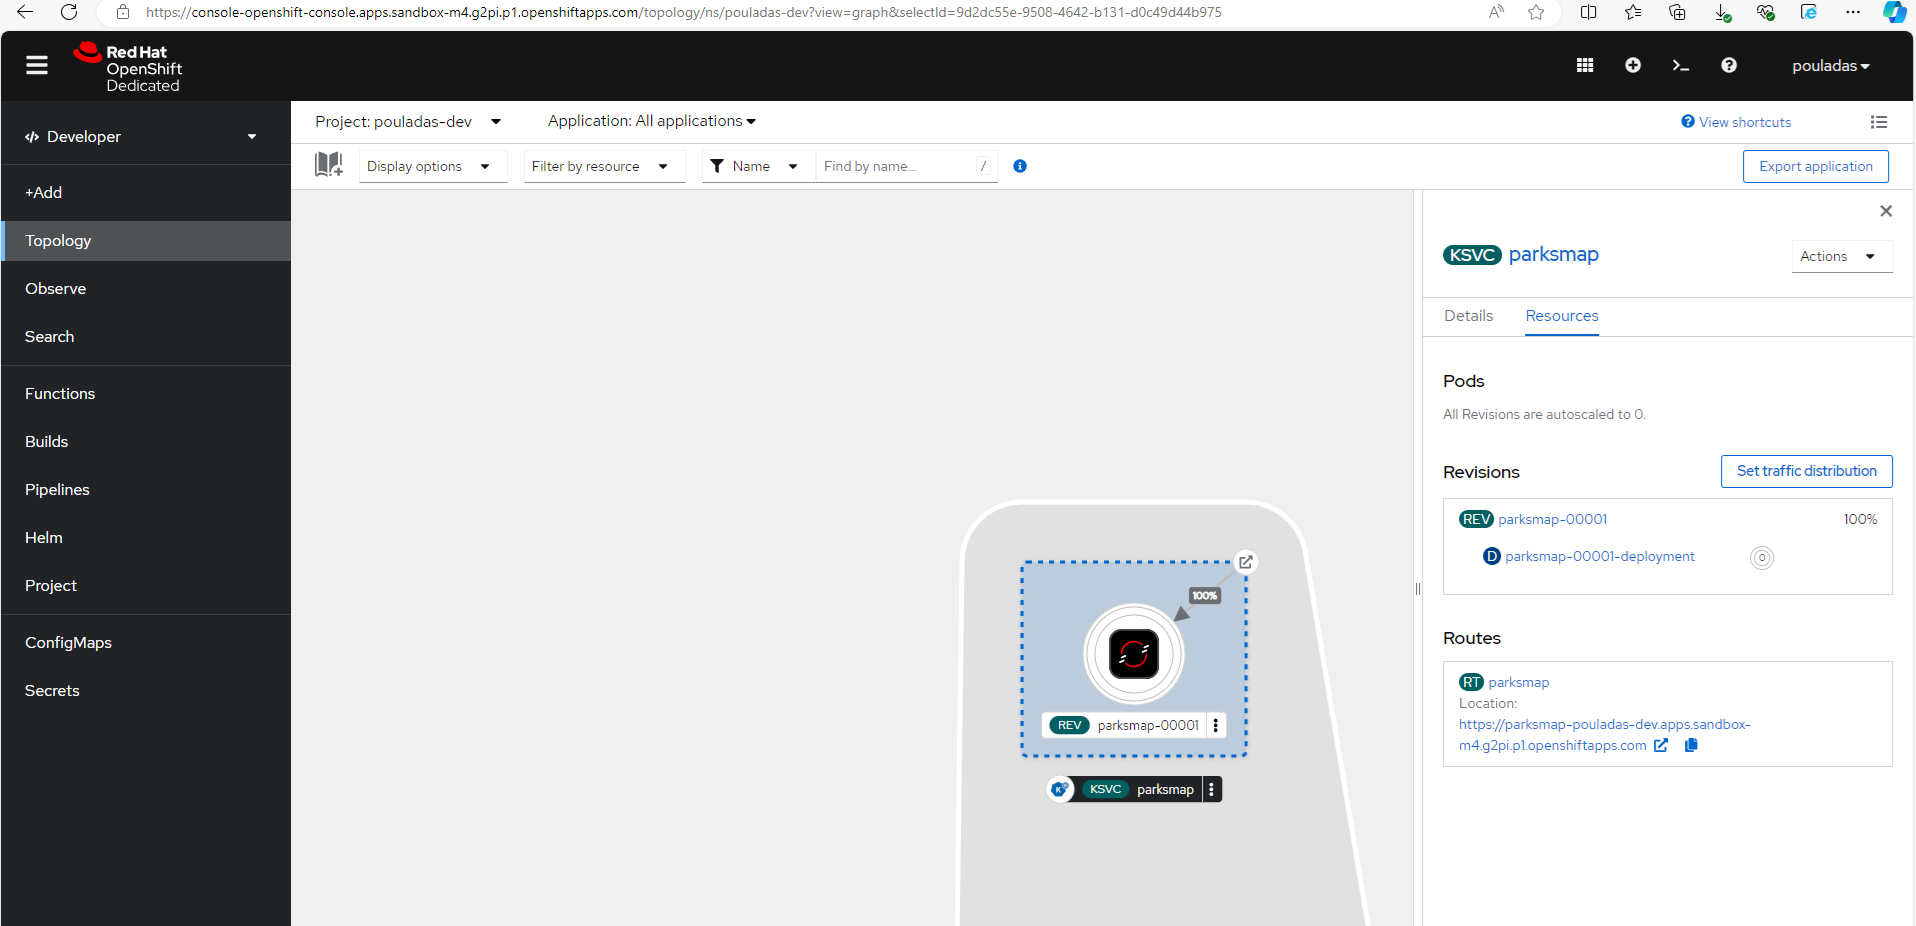 https://console-openshift-console.apps.sandbox-m4.g2pi.p1.openshiftapps.com/topology/ns/pouladas-dev?view=graph&selectId=9d2dc55e-9508-4642-b131-d0c49d44b975
Red Hat
OpenShift
Dedicated
pouladas
Developer
+Add
Topology
Observe
Search
Functions
Builds
Pipelines
Helm
Project
ConfigMaps
Secrets
Project: pouladas-dev
Application: All applications
View shortcuts
Display options
Filter by resource
Name
Find by name...
/
Export application
100%
REV parksmap-00001
KSVC parksmap
KSVC parksmap
Actions
Details
Resources
Pods
All Revisions are autoscaled to 0.
Revisions
Set traffic distribution
REV parksmap-00001 100%
D parksmap-00001-deployment 0
Routes
RT parksmap
Location:
https://parksmap-pouladas-dev.apps.sandbox-
m4.g2pi.p1.openshiftapps.com